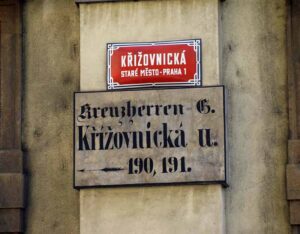 KŘIŽOVNICKÁ
STARÉ MĚSTO-PRAHA 1
Kreuzherren-G.
Křižovnická u.
190, 191.